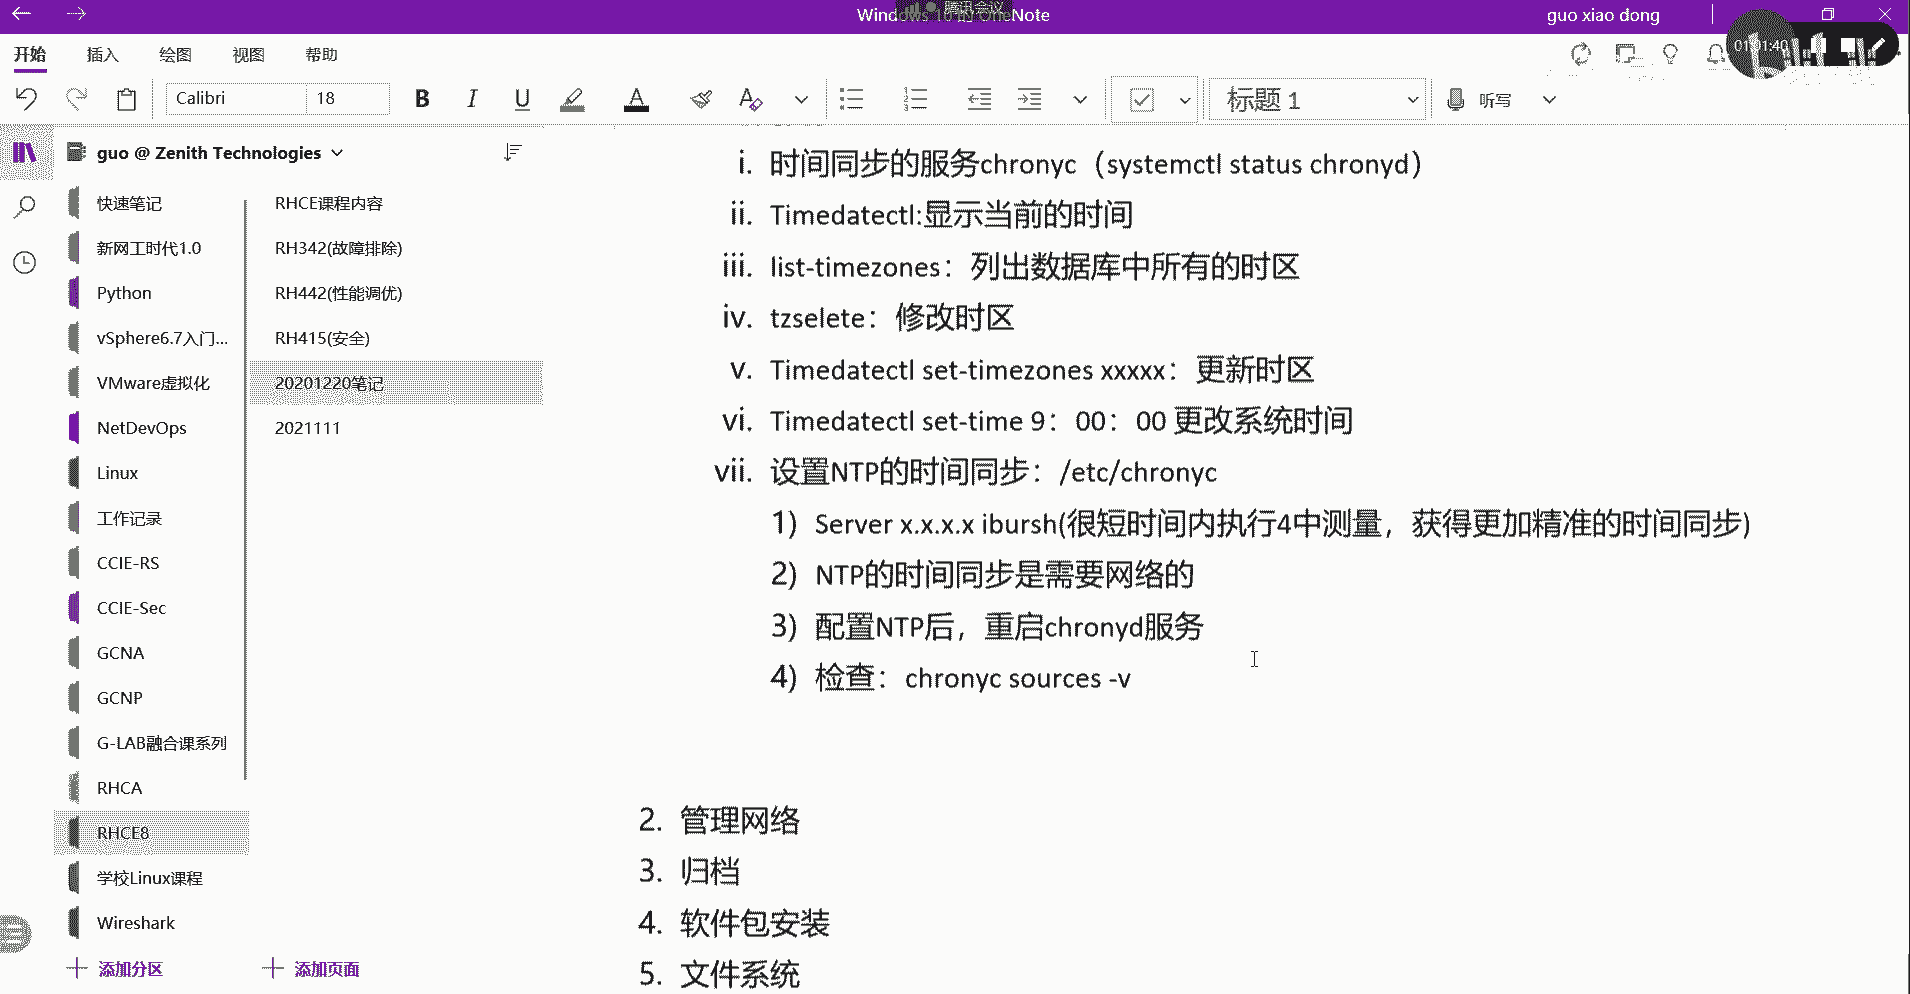 腾讯会议
guo xiao dong
01:01:40
开始 插入 绘图 视图 帮助
Calibri 18 B I U A 标题 1 听写
guo @ Zenith Technologies
快速笔记
新网工时代1.0
Python
vSphere6.7入门...
VMware虚拟化
NetDevOps
Linux
工作记录
CCIE-RS
CCIE-Sec
GCNA
GCNP
G-LAB融合课系列
RHCA
RHCE8
学校Linux课程
Wireshark
添加分区
RHCE课程内容
RH342(故障排除)
RH442(性能调优)
RH415(安全)
20201220笔记
2021111
添加页面
i. 时间同步的服务chronyc（systemctl status chronyd）
ii. Timedatectl:显示当前的时间
iii. list-timezones：列出数据库中所有的时区
iv. tzselete：修改时区
v. Timedatectl set-timezones xxxxx：更新时区
vi. Timedatectl set-time 9：00：00 更改系统时间
vii. 设置NTP的时间同步：/etc/chronyc
1) Server x.x.x.x ibursh(很短时间内执行4中测量，获得更加精准的时间同步)
2) NTP的时间同步是需要网络的
3) 配置NTP后，重启chronyd服务
4) 检查：chronyc sources -v
2. 管理网络
3. 归档
4. 软件包安装
5. 文件系统